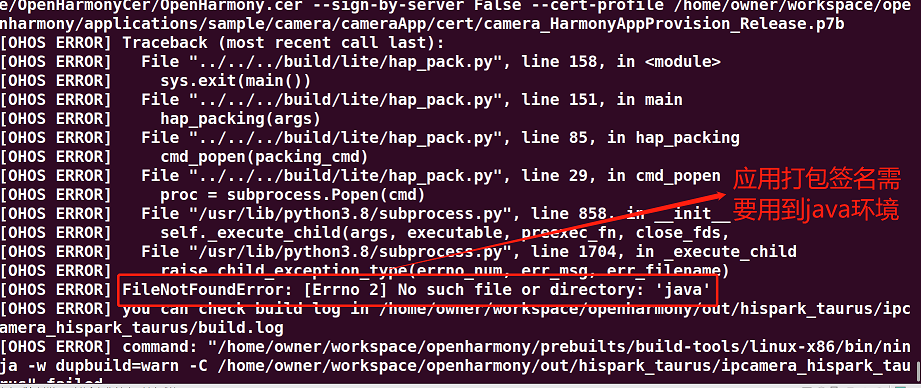 e/OpenHarmonyCer/OpenHarmony.cer --sign-by-server False --cert-profile /home/owner/workspace/ope
nharmony/applications/sample/camera/cameraApp/cert/camera_HarmonyAppProvision_Release.p7b
[OHOS ERROR] Traceback (most recent call last):
[OHOS ERROR]   File "../../../build/lite/hap_pack.py", line 158, in <module>
[OHOS ERROR]     sys.exit(main())
[OHOS ERROR]   File "../../../build/lite/hap_pack.py", line 151, in main
[OHOS ERROR]     hap_packing(args)
[OHOS ERROR]   File "../../../build/lite/hap_pack.py", line 85, in hap_packing
[OHOS ERROR]     cmd_popen(packing_cmd)
[OHOS ERROR]   File "../../../build/lite/hap_pack.py", line 29, in cmd_popen
[OHOS ERROR]     proc = subprocess.Popen(cmd)
[OHOS ERROR]   File "/usr/lib/python3.8/subprocess.py", line 858, in __init__
[OHOS ERROR]     self._execute_child(args, executable, preexec_fn, close_fds,
[OHOS ERROR]   File "/usr/lib/python3.8/subprocess.py", line 1704, in _execute_child
[OHOS ERROR]     raise child_exception_type(errno_num, err_msg, err_filename)
[OHOS ERROR] FileNotFoundError: [Errno 2] No such file or directory: 'java'
[OHOS ERROR] you can check build log in /home/owner/workspace/openharmony/out/hispark_taurus/ipc
amera_hispark_taurus/build.log
[OHOS ERROR] command: "/home/owner/workspace/openharmony/prebuilts/build-tools/linux-x86/bin/nin
ja -w dupbuild=warn -C /home/owner/workspace/openharmony/out/hispark_taurus/ipcamera_hispark_tau
rus" failed
应用打包签名需
要用到java环境